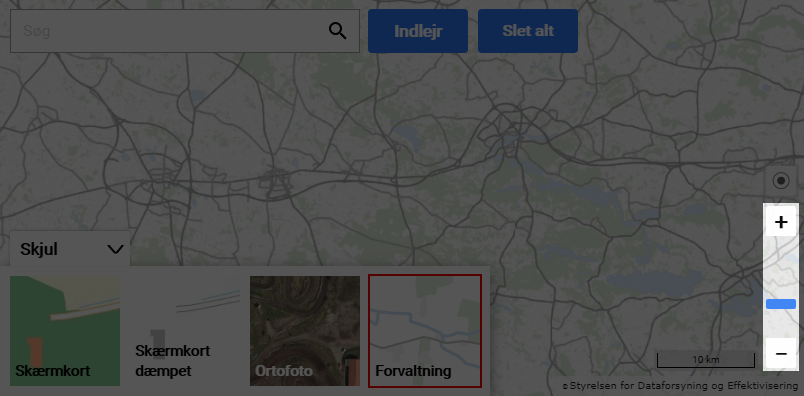 Søg
Indlejr
Slet alt
Skjul
+
Skærmkort
Skærmkort
dæmpet
Ortofoto
Forvaltning
10 km
−
© Styrelsen for Dataforsyning og Effektivisering